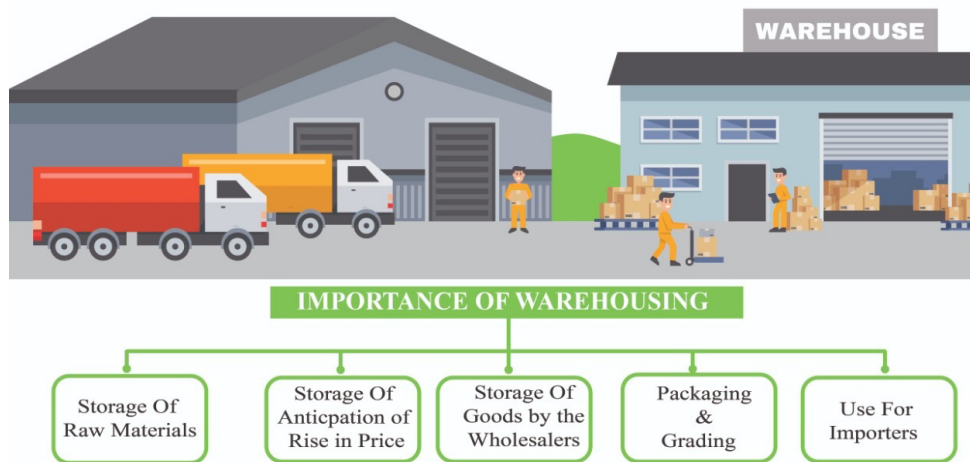 WAREHOUSE
IMPORTANCE OF WAREHOUSING
Storage Of
Raw Materials
Storage Of
Anticpation of
Rise in Price
Storage Of
Goods by the
Wholesalers
Packaging
&
Grading
Use For
Importers